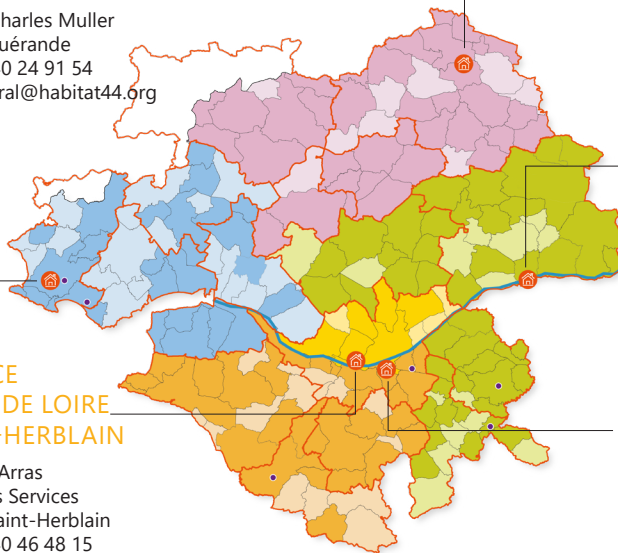 harles Muller
uérande
0 24 91 54
ral@habitat44.org
CE
DE LOIRE
-HERBLAIN
Arras
s Services
aint-Herblain
0 46 48 15